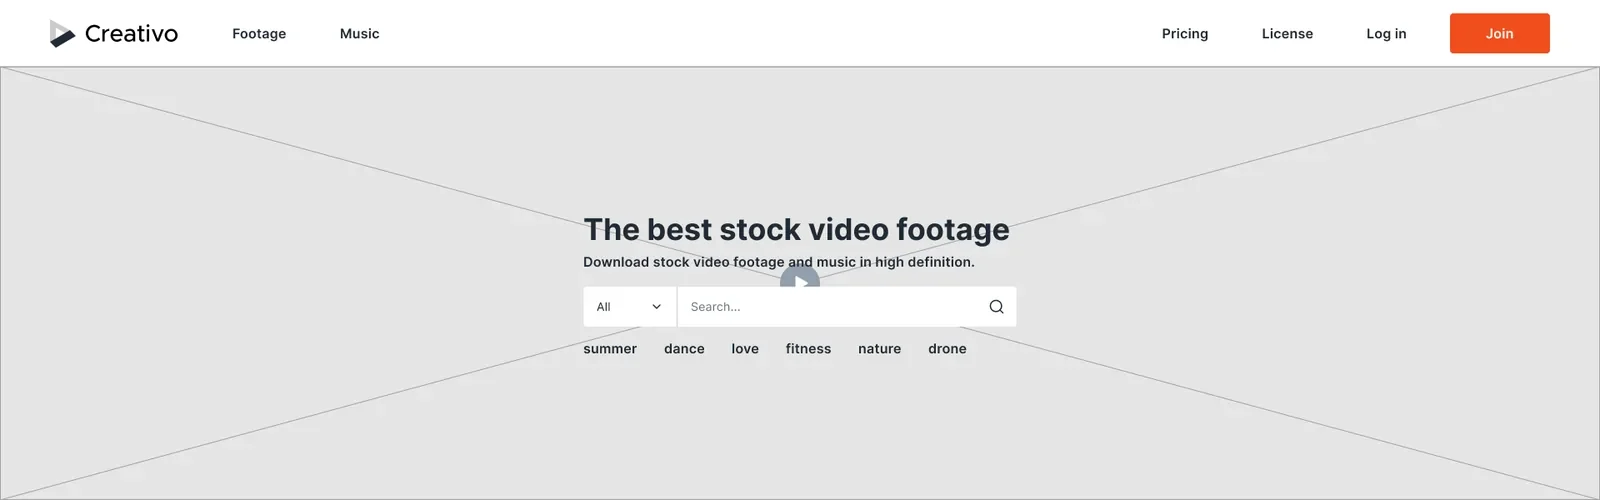 Creativo Footage Music Pricing License Log in Join
The best stock video footage
Download stock video footage and music in high definition.
All Search...
summer dance love fitness nature drone